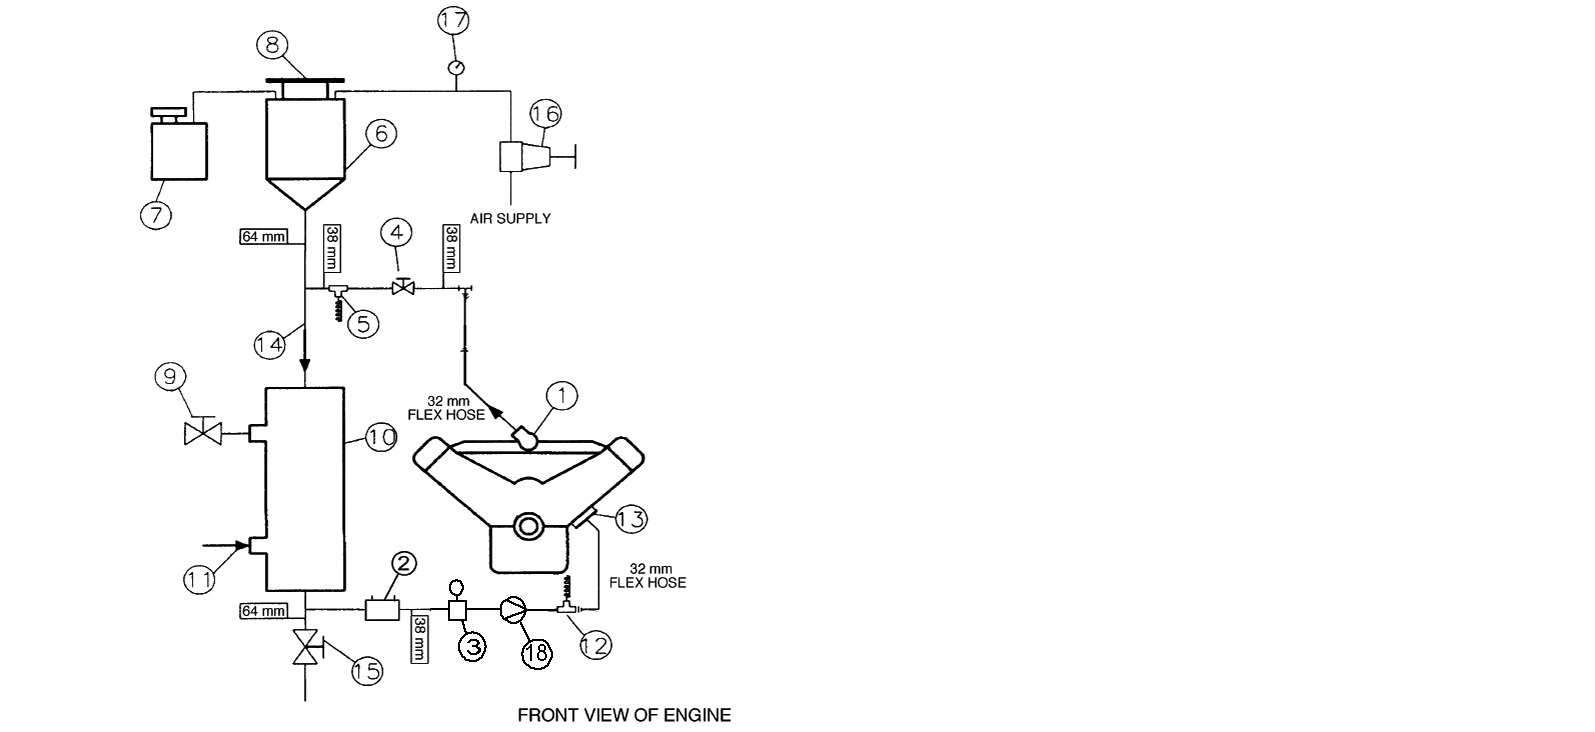 17
8
16
6
7
AIR SUPPLY
64 mm
38 mm
4
38 mm
5
14
9
32 mm
FLEX HOSE
1
10
13
11
2
32 mm
FLEX HOSE
64 mm
38 mm
3
18
12
15
FRONT VIEW OF ENGINE